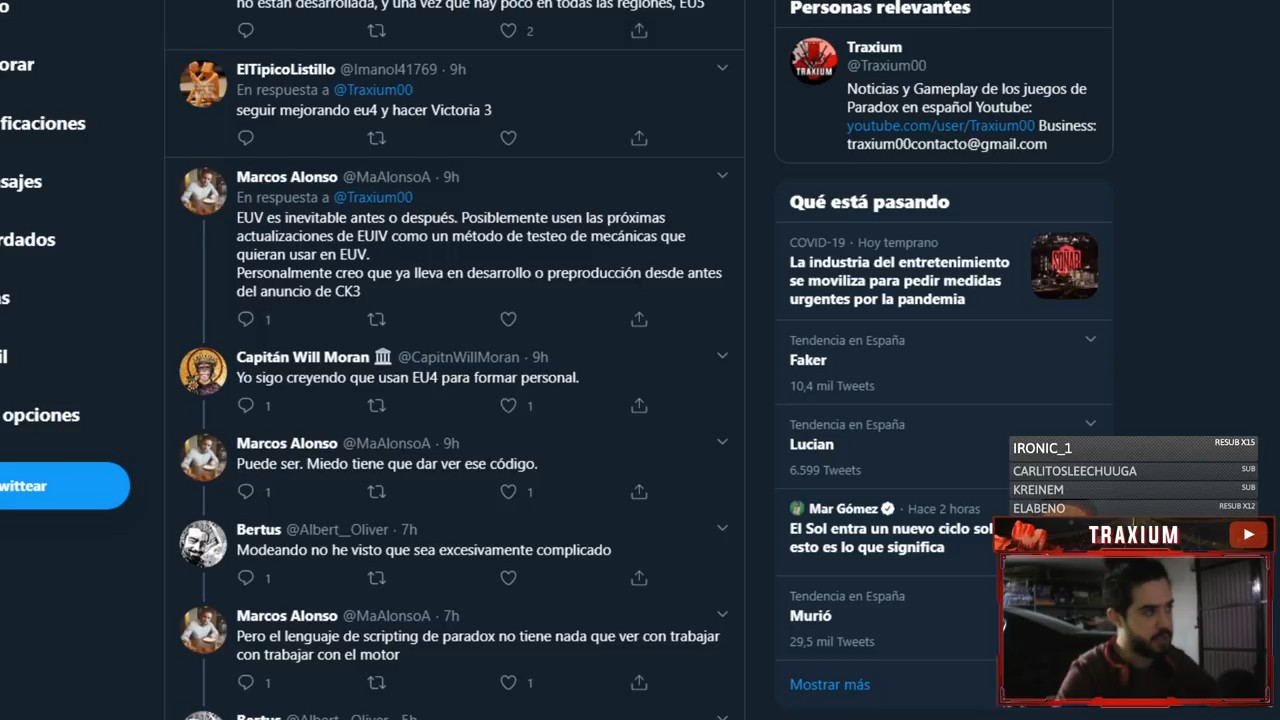 no están desarrollada, y una vez que hay poco en todas las regiones, EU5
2
ElTipicoListillo @Imanol41769 · 9h
En respuesta a @Traxium00
seguir mejorando eu4 y hacer Victoria 3
Marcos Alonso @MaAlonsoA · 9h
En respuesta a @Traxium00
EUV es inevitable antes o después. Posiblemente usen las próximas
actualizaciones de EUIV como un método de testeo de mecánicas que
quieran usar en EUV.
Personalmente creo que ya lleva en desarrollo o preproducción desde antes
del anuncio de CK3
1
Capitán Will Moran 🏛 @CapitnWillMoran · 9h
Yo sigo creyendo que usan EU4 para formar personal.
1 1
Marcos Alonso @MaAlonsoA · 9h
Puede ser. Miedo tiene que dar ver ese código.
1 1
Bertus @Albert__Oliver · 7h
Modeando no he visto que sea excesivamente complicado
1
Marcos Alonso @MaAlonsoA · 7h
Pero el lenguaje de scripting de paradox no tiene nada que ver con trabajar
con trabajar con el motor
1 1
Bertus @Albert__Oliver · 5h
orar
ificaciones
sajes
rdados
s
il
opciones
wittear
Personas relevantes
Traxium
@Traxium00
Noticias y Gameplay de los juegos de
Paradox en español Youtube:
youtube.com/user/Traxium00 Business:
traxium00contacto@gmail.com
Qué está pasando
COVID-19 · Hoy temprano
La industria del entretenimiento
se moviliza para pedir medidas
urgentes por la pandemia
SONAR
Tendencia en España
Faker
10,4 mil Tweets
Tendencia en España
Lucian
6.599 Tweets
Mar Gómez · Hace 2 horas
El Sol entra un nuevo ciclo sol
esto es lo que significa
Tendencia en España
Murió
29,5 mil Tweets
Mostrar más
IRONIC_1 RESUB X15
CARLITOSLEECHUUGA SUB
KREINEM SUB
ELABENO RESUB X12
TRAXIUM
TRAXIUM